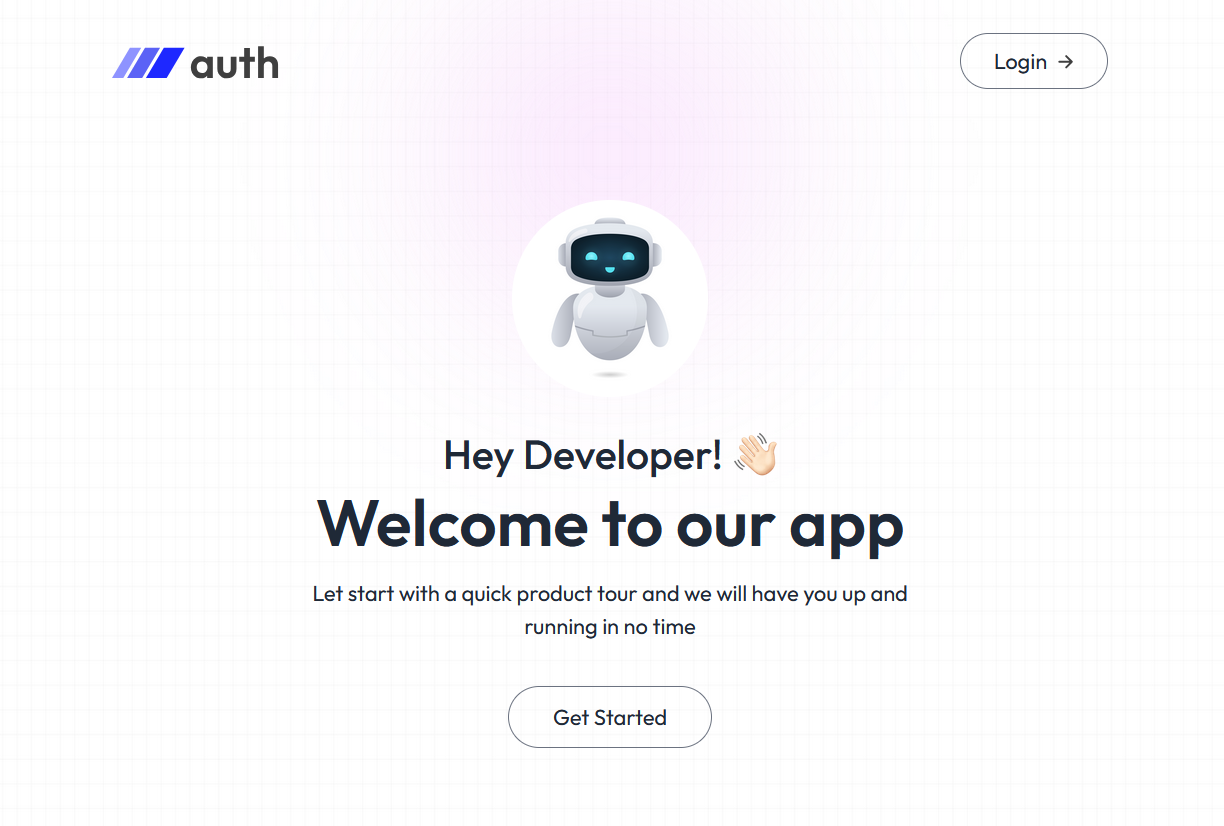 auth
Login →
Hey Developer! 👋🏻
Welcome to our app
Let start with a quick product tour and we will have you up and
running in no time
Get Started